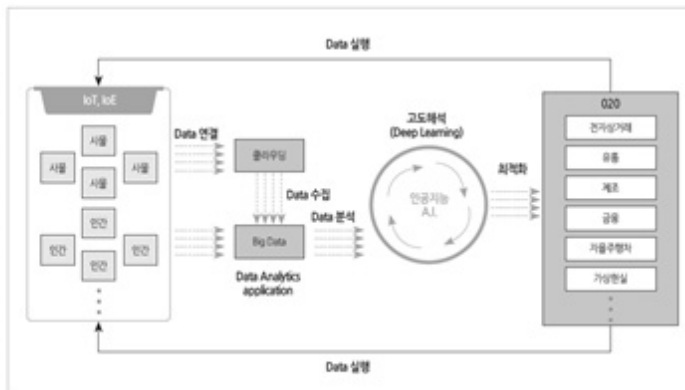 Data 실행
IoT, IoE
사물
사물
사물
사물
인간
인간
인간
인간
Data 연결
클라우딩
Data 수집
Big Data
Data Analytics
application
Data 분석
고도해석
(Deep Learning)
인공지능
A.I.
최적화
020
전자상거래
유통
제조
금융
자율주행차
가상현실
Data 실행